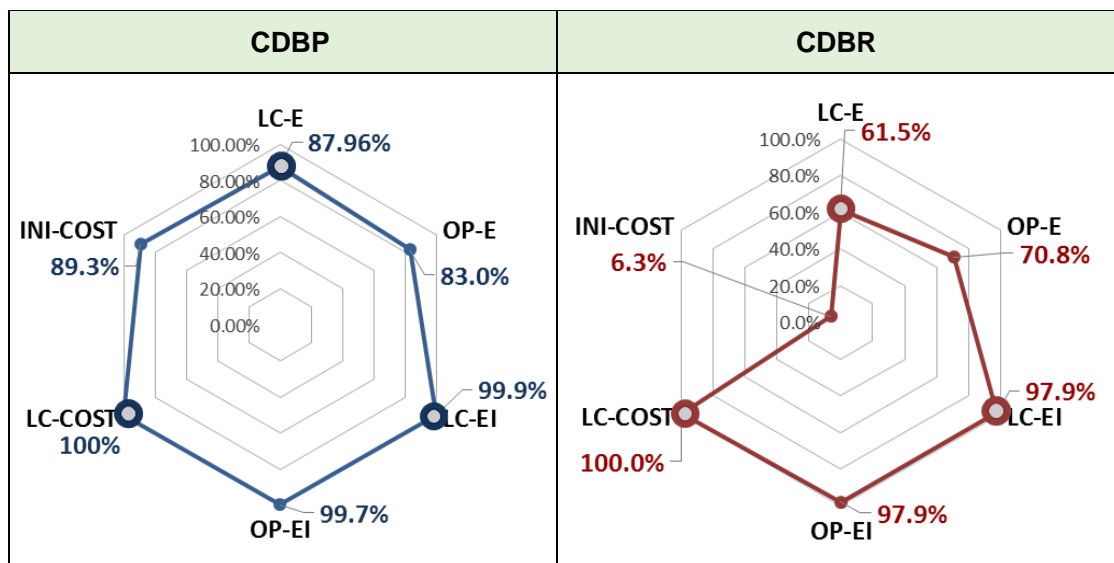 CDBP
CDBR
LC-E
87.96%
100.00%
80.00%
60.00%
40.00%
20.00%
0.00%
OP-E
83.0%
99.9%
LC-EI
99.7%
OP-EI
LC-COST
100%
INI-COST
89.3%
LC-E
61.5%
100.0%
80.0%
60.0%
40.0%
20.0%
0.0%
OP-E
70.8%
97.9%
LC-EI
97.9%
OP-EI
LC-COST
100.0%
INI-COST
6.3%